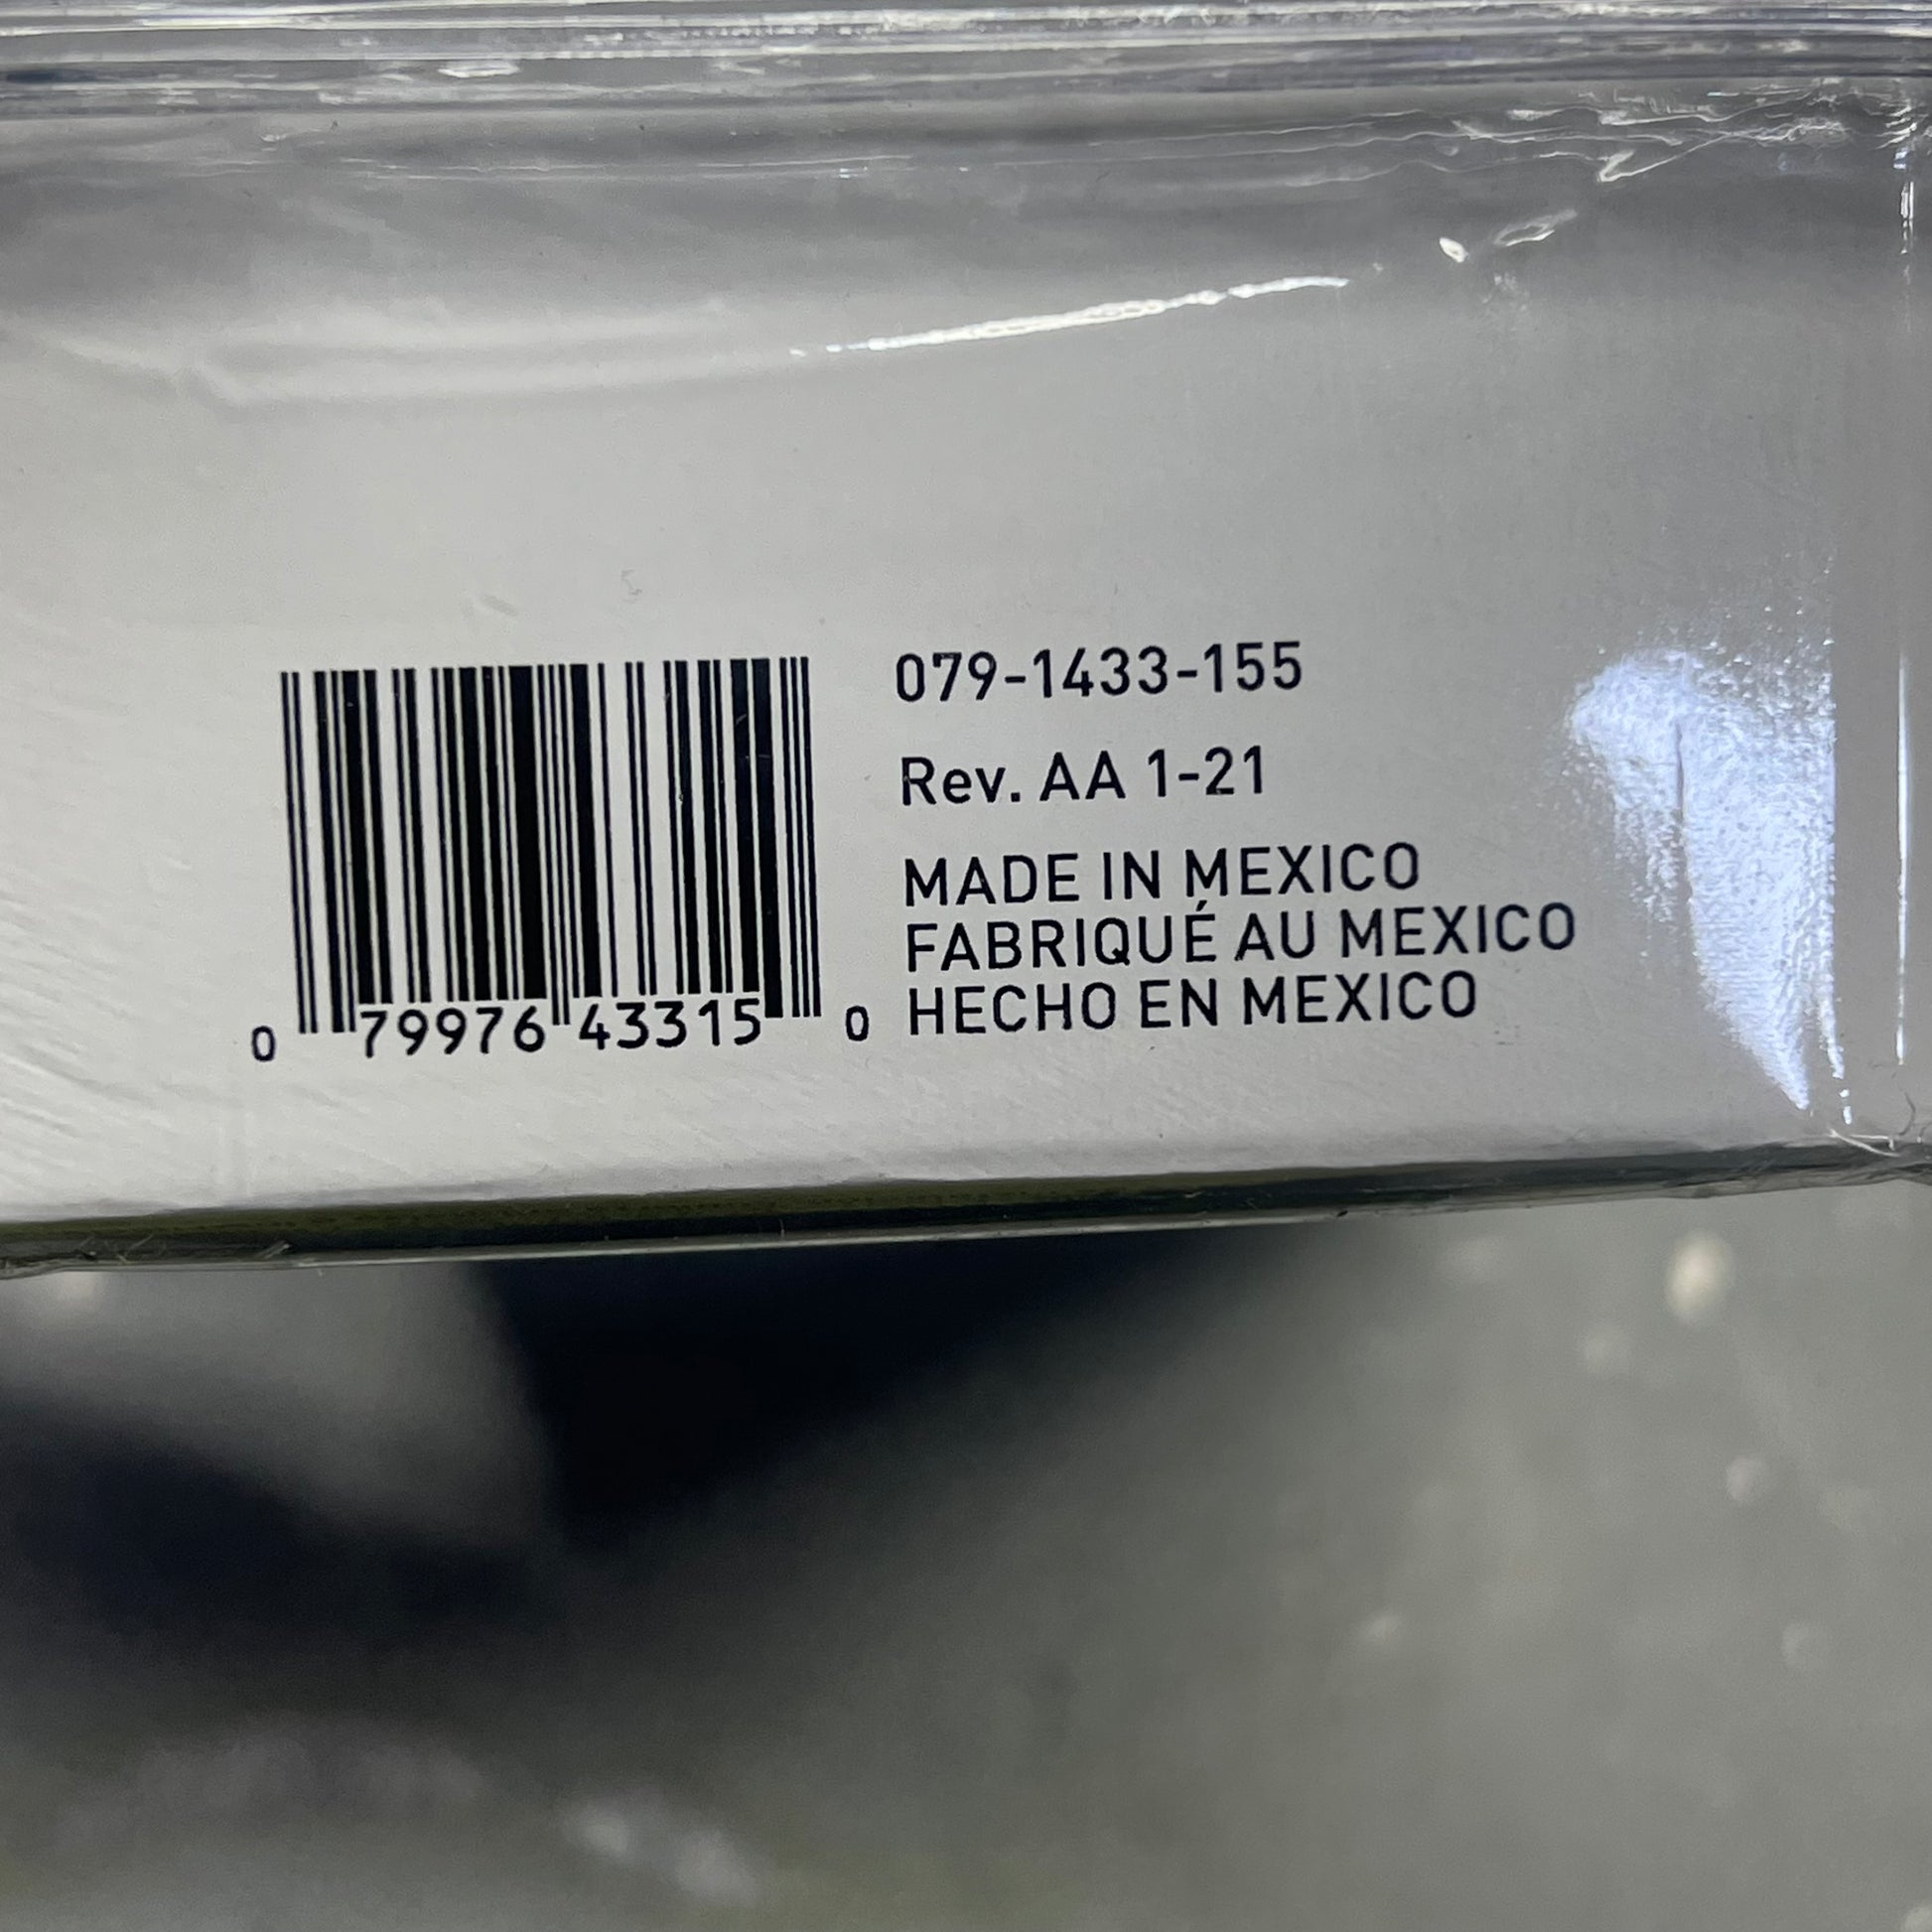 079-1433-155
Rev. AA 1-21
MADE IN MEXICO
FABRIQUÉ AU MEXICO
HECHO EN MEXICO
0 79976 43315 0